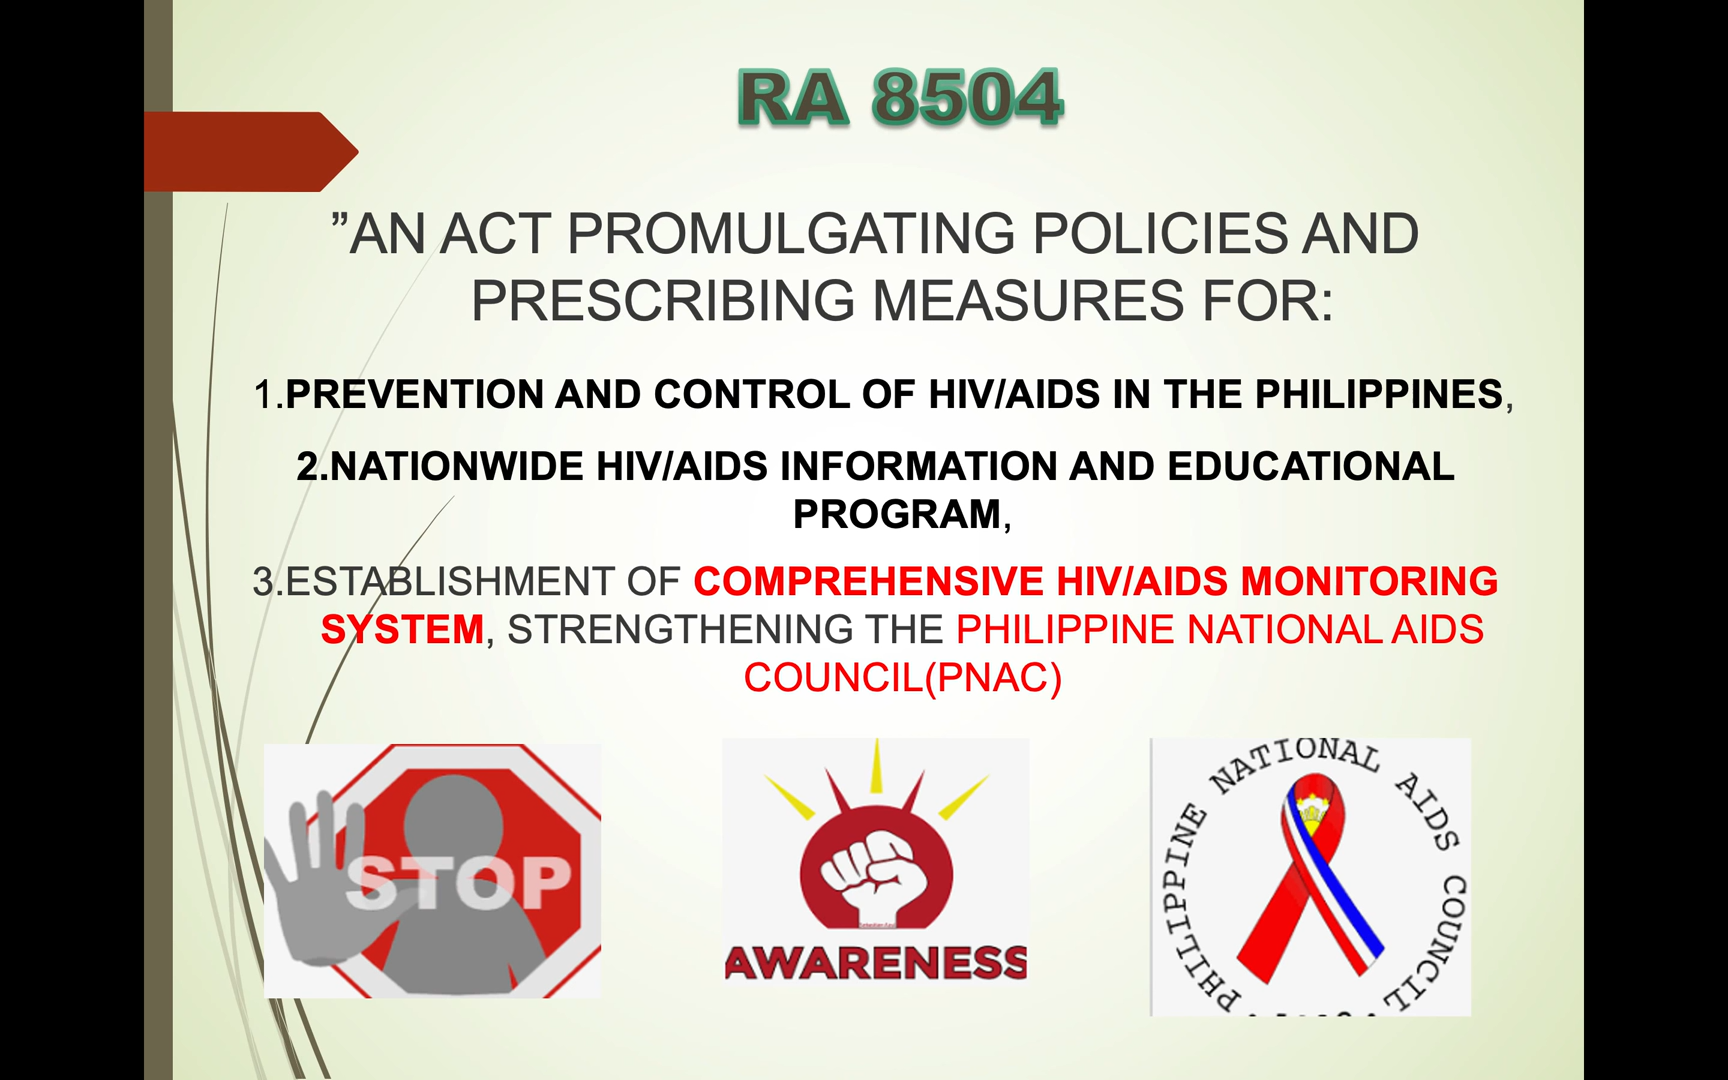 RA 8504
”AN ACT PROMULGATING POLICIES AND
PRESCRIBING MEASURES FOR:
1.PREVENTION AND CONTROL OF HIV/AIDS IN THE PHILIPPINES,
2.NATIONWIDE HIV/AIDS INFORMATION AND EDUCATIONAL
PROGRAM,
3.ESTABLISHMENT OF COMPREHENSIVE HIV/AIDS MONITORING
SYSTEM, STRENGTHENING THE PHILIPPINE NATIONAL AIDS
COUNCIL(PNAC)
STOP
AWARENESS
PHILIPPINE NATIONAL AIDS COUNCIL